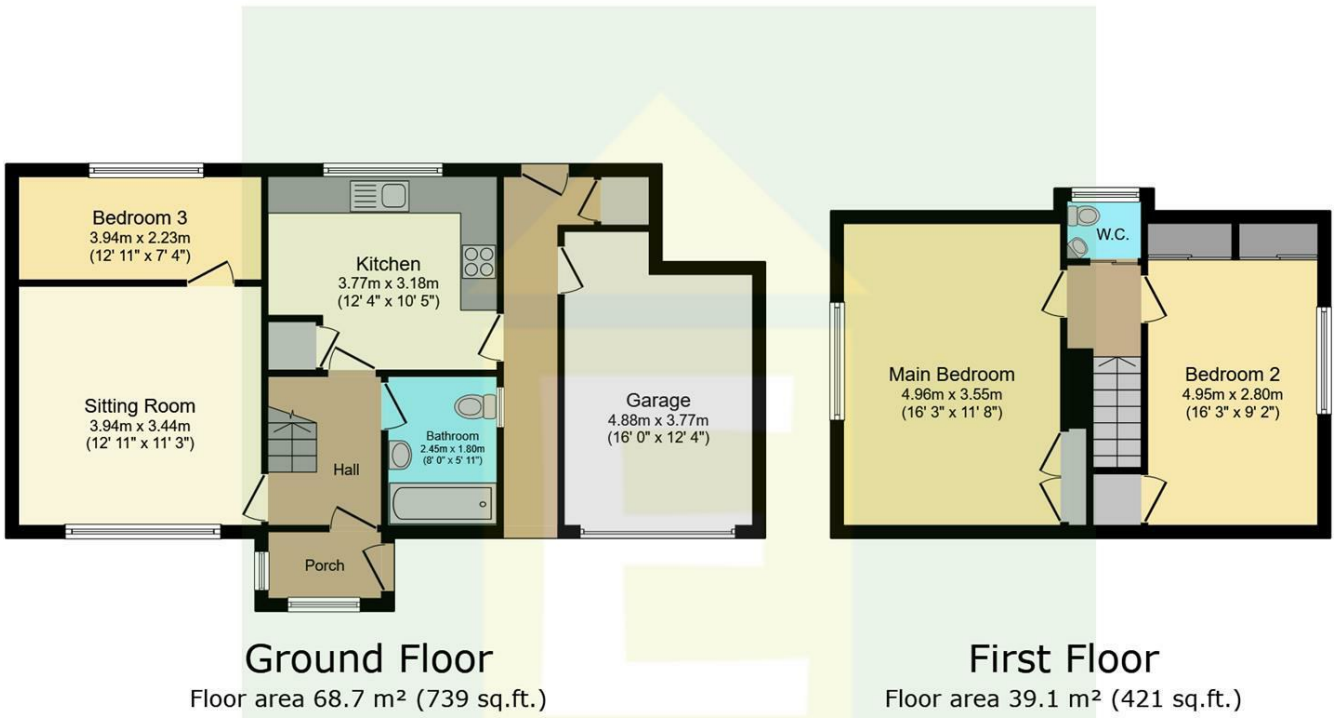 Bedroom 3
3.94m x 2.23m
(12' 11" x 7' 4")
Kitchen
3.77m x 3.18m
(12' 4" x 10' 5")
Sitting Room
3.94m x 3.44m
(12' 11" x 11' 3")
Hall
Bathroom
2.45m x 1.80m
(8' 0" x 5' 11")
Garage
4.88m x 3.77m
(16' 0" x 12' 4")
Porch
Ground Floor
Floor area 68.7 m² (739 sq.ft.)
W.C.
Main Bedroom
4.96m x 3.55m
(16' 3" x 11' 8")
Bedroom 2
4.95m x 2.80m
(16' 3" x 9' 2")
First Floor
Floor area 39.1 m² (421 sq.ft.)